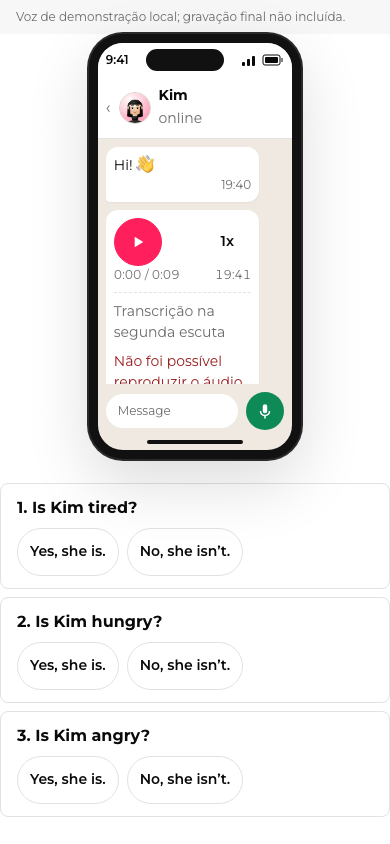 Voz de demonstração local; gravação final não incluída.
9:41
Kim
online
Hi! 👋
19:40
1x
0:00 / 0:09
19:41
Transcrição na
segunda escuta
Não foi possível
reproduzir o áudio
Message
1. Is Kim tired?
Yes, she is.
No, she isn’t.
2. Is Kim hungry?
Yes, she is.
No, she isn’t.
3. Is Kim angry?
Yes, she is.
No, she isn’t.